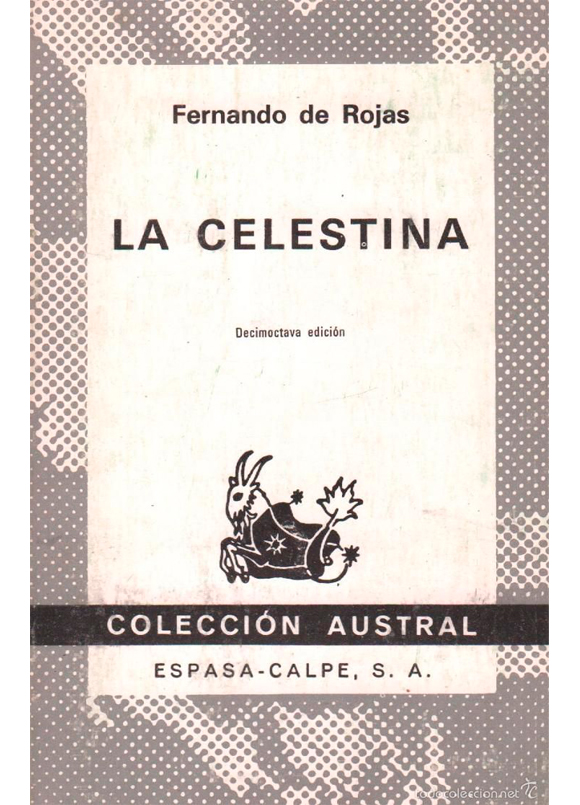 Fernando de Rojas
LA CELESTINA
Decimoctava edición
COLECCIÓN AUSTRAL
ESPASA-CALPE, S. A.
todocoleccion.net